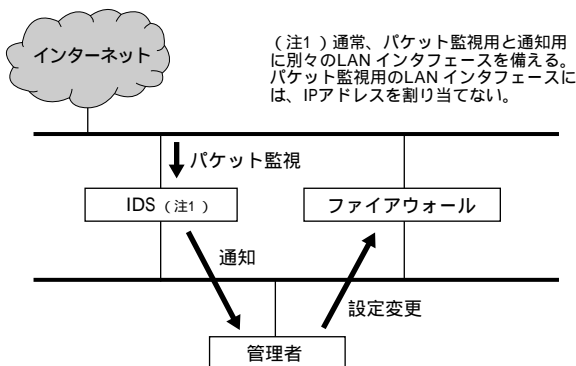 インターネット
（注1）通常、パケット監視用と通知用
に別々のLAN インタフェースを備える。
パケット監視用のLAN インタフェースに
は、IPアドレスを割り当てない。
パケット監視
IDS（注1）
ファイアウォール
通知
設定変更
管理者